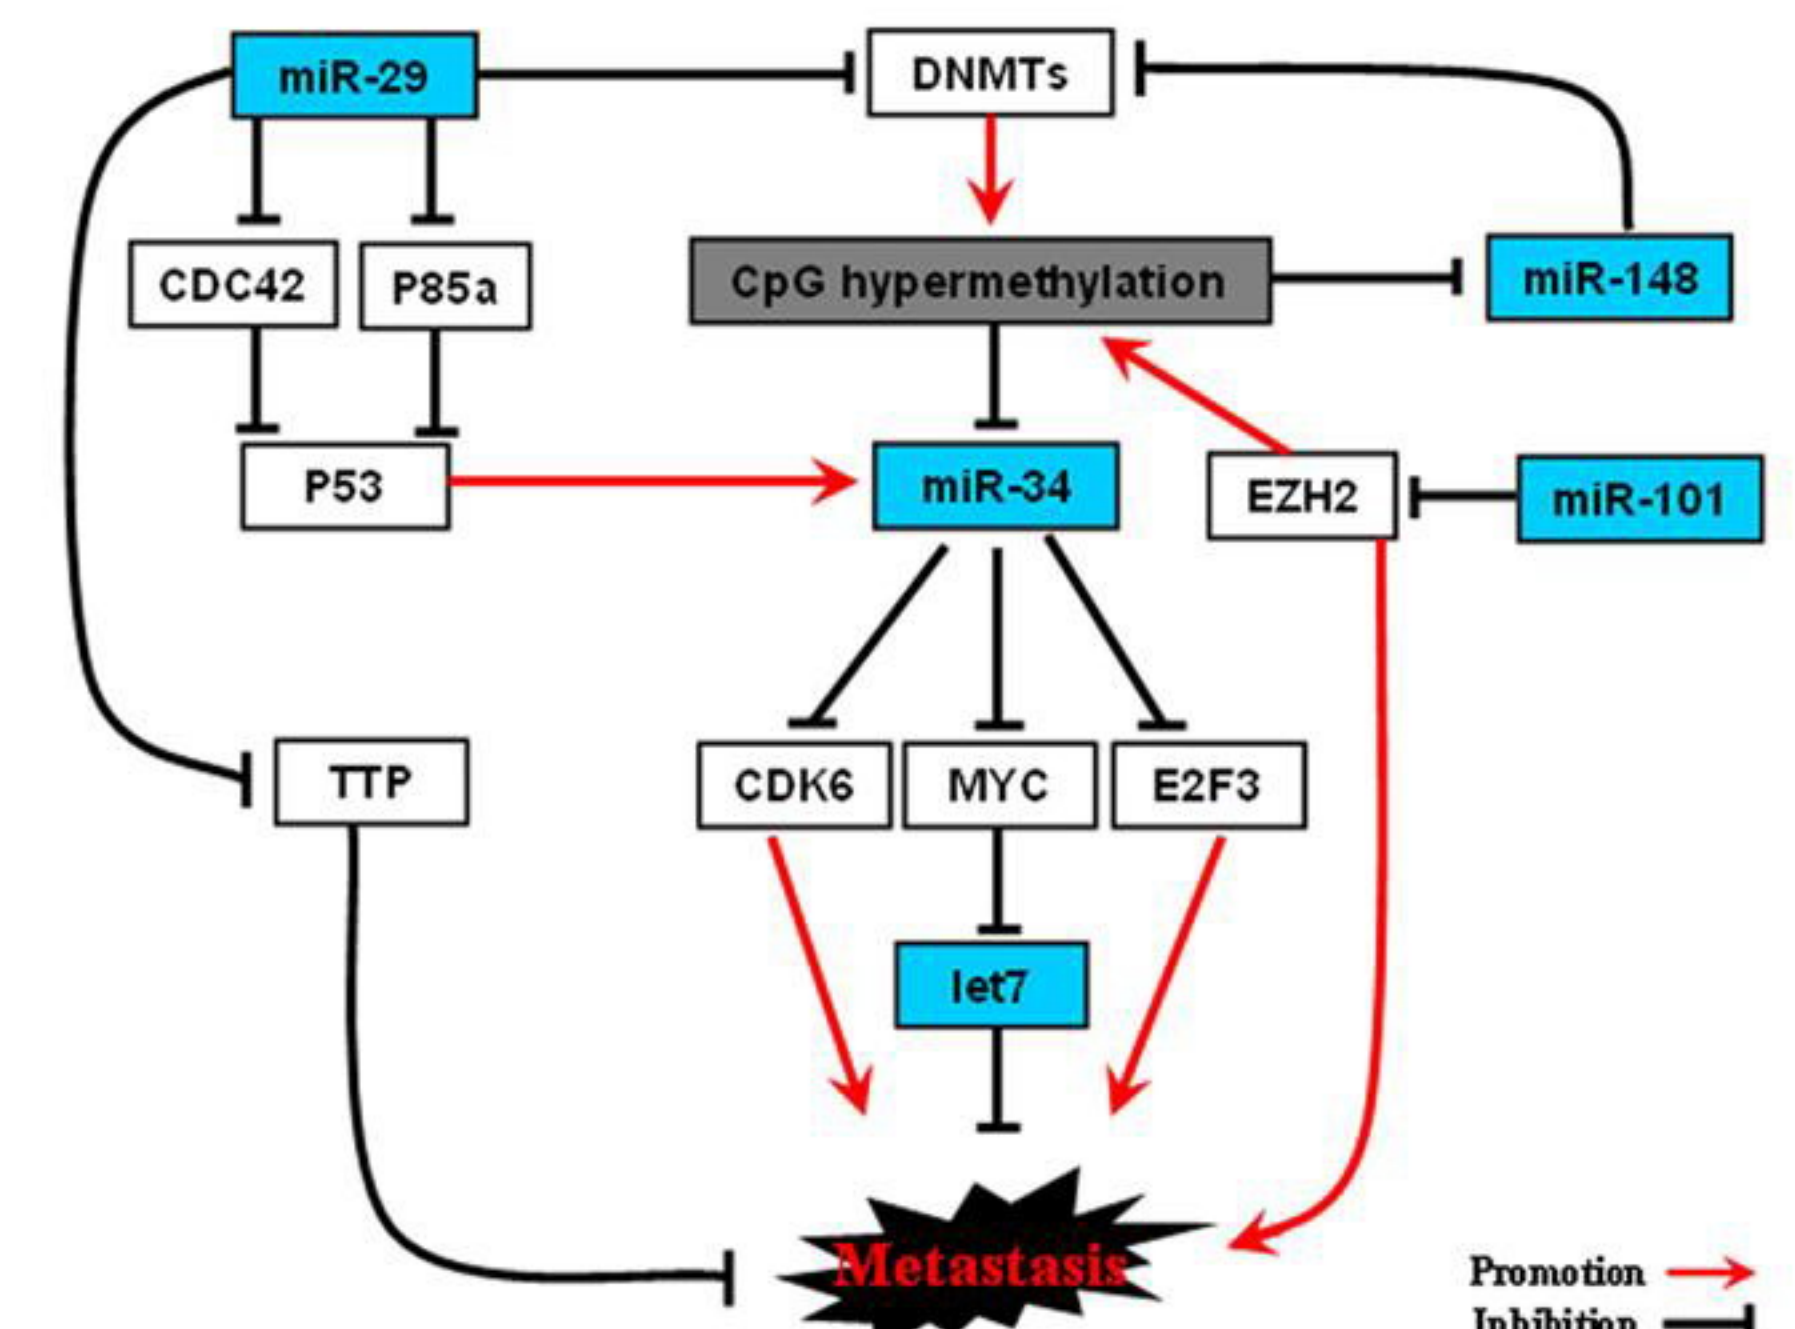 miR-29
DNMTs
CDC42
P85a
CpG hypermethylation
miR-148
P53
miR-34
EZH2
miR-101
TTP
CDK6
MYC
E2F3
let7
Metastasis
Promotion
Inhibition